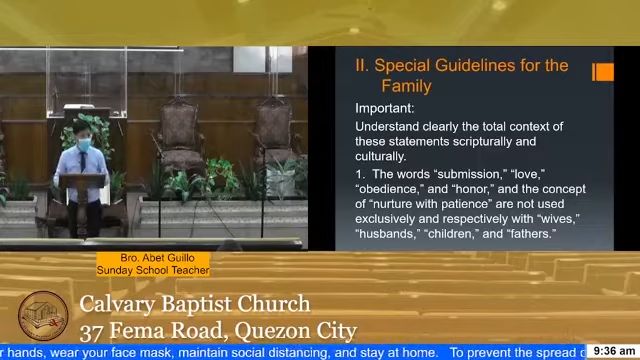 II. Special Guidelines for the
Family
Important:
Understand clearly the total context of
these statements scripturally and
culturally.
1. The words “submission,” “love,”
“obedience,” and “honor,” and the concept
of “nurture with patience” are not used
exclusively and respectively with “wives,”
“husbands,” “children,” and “fathers.”
Bro. Abet Guillo
Sunday School Teacher
Calvary Baptist Church
37 Fema Road, Quezon City
r hands, wear your face mask, maintain social distancing, and stay at home. To prevent the spread
9:36 am